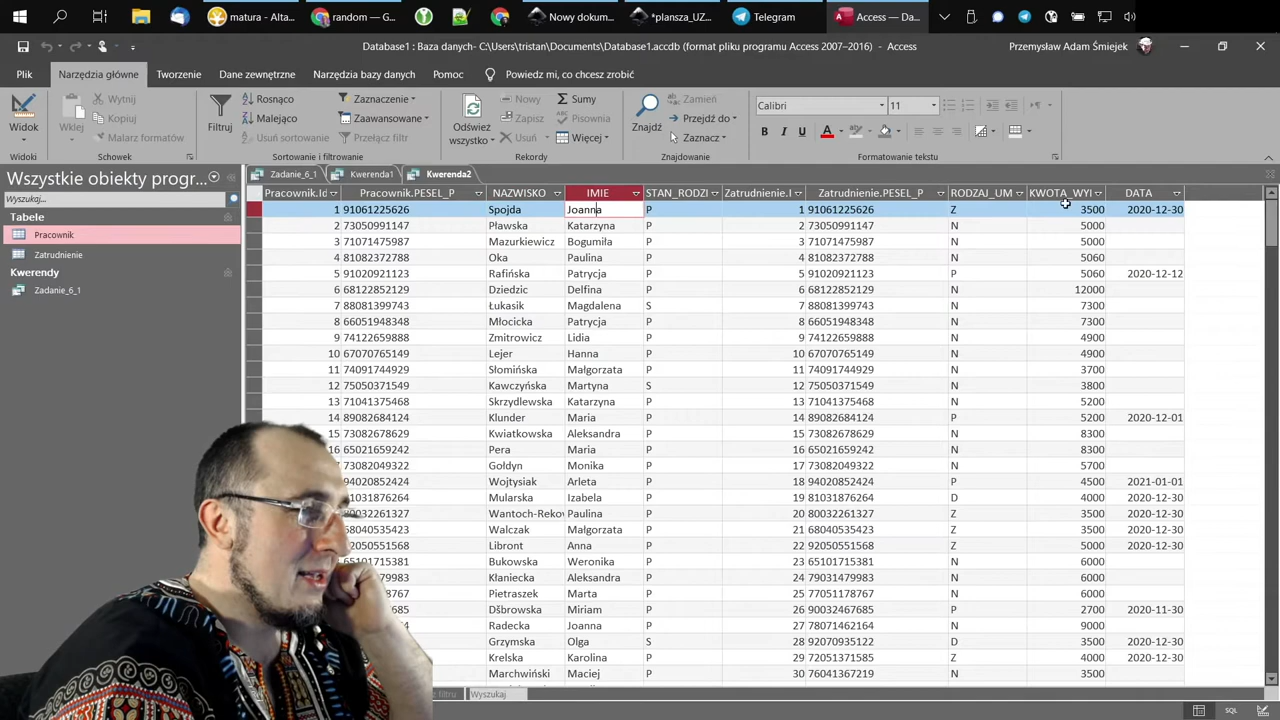 matura - Alta...
random — G...
Nowy dokum...
*plansza_UZ...
Telegram
Access — Da...
Database1 : Baza danych- C:\Users\tristan\Documents\Database1.accdb (format pliku programu Access 2007–2016) - Access
Przemysław Adam Śmiejek
Plik
Narzędzia główne
Tworzenie
Dane zewnętrzne
Narzędzia bazy danych
Pomoc
Powiedz mi, co chcesz zrobić
Widok
Wklej
Wytnij
Kopiuj
Malarz formatów
Filtruj
Rosnąco
Malejąco
Usuń sortowanie
Zaznaczenie
Zaawansowane
Przełącz filtr
Odśwież wszystko
Nowy
Zapisz
Usuń
Sumy
Pisownia
Więcej
Znajdź
Zamień
Przejdź do
Zaznacz
Calibri 11
B I U A
Widoki
Schowek
Sortowanie i filtrowanie
Rekordy
Znajdowanie
Formatowanie tekstu
Wszystkie obiekty progr...
Wyszukaj...
Tabele
Pracownik
Zatrudnienie
Kwerendy
Zadanie_6_1
Zadanie_6_1 Kwerenda1 Kwerenda2
Pracownik.Id Pracownik.PESEL_P NAZWISKO IMIE STAN_RODZI Zatrudnienie.I Zatrudnienie.PESEL_P RODZAJ_UM KWOTA_WYI DATA
1 91061225626 Spojda Joanna P 1 91061225626 Z 3500 2020-12-30
2 73050991147 Pławska Katarzyna P 2 73050991147 N 5000
3 71071475987 Mazurkiewicz Bogumiła P 3 71071475987 N 5000
4 81082372788 Oka Paulina P 4 81082372788 N 5060
5 91020921123 Rafińska Patrycja P 5 91020921123 P 5060 2020-12-12
6 68122852121 Dziedzic Delfina P 6 68122852121 N 12000
7 88081399743 Łukasik Magdalena S 7 88081399743 N 7300
8 66051948348 Młocicka Patrycja P 8 66051948348 N 7300
9 74122659888 Zmitrowicz Lidia P 9 74122659888 N 4900
10 67070765149 Lejer Hanna P 10 67070765149 N 4900
11 74091744929 Słomińska Małgorzata P 11 74091744929 N 3700
12 75050371549 Kawczyńska Martyna S 12 75050371549 N 3800
13 71041375468 Skrzydlewska Katarzyna P 13 71041375468 N 5200
14 89082684124 Klunder Maria P 14 89082684124 P 5200 2020-12-01
15 73082678629 Kwiatkowska Aleksandra P 15 73082678629 N 8300
16 65021659242 Pera Maria P 16 65021659242 N 8300
17 73082049322 Gołdyn Monika P 17 73082049322 N 5700
94020482526 Wojtysiak Arleta P 18 94020482526 P 4500 2021-01-01
81031876264 Mularska Izabela P 19 81031876264 D 4000 2020-12-30
80032261327 Wantoch-Rekov Paulina P 20 80032261327 Z 3500 2020-12-30
68040535423 Walczak Małgorzata P 21 68040535423 Z 3500 2020-12-30
92050551568 Libront Anna P 22 92050551568 Z 5000 2020-12-30
65101715381 Bukowska Weronika P 23 65101715381 N 6000
79031479983 Kłaniecka Aleksandra P 24 79031479983 N 6000
Pietraszek Marta P 25 77051178767 N 6000
Dšbrowska Miriam P 26 90032467685 P 2700 2020-11-30
Radecka Joanna P 27 78071462164 N 9000
Grzymska Olga S 28 92070935122 D 3500 2020-12-30
Krelska Karolina P 29 72051371585 Z 4000 2020-12-30
Marchwiński Maciej P 30 76041367219 N 3500
filtru
Wyszukaj
SQL